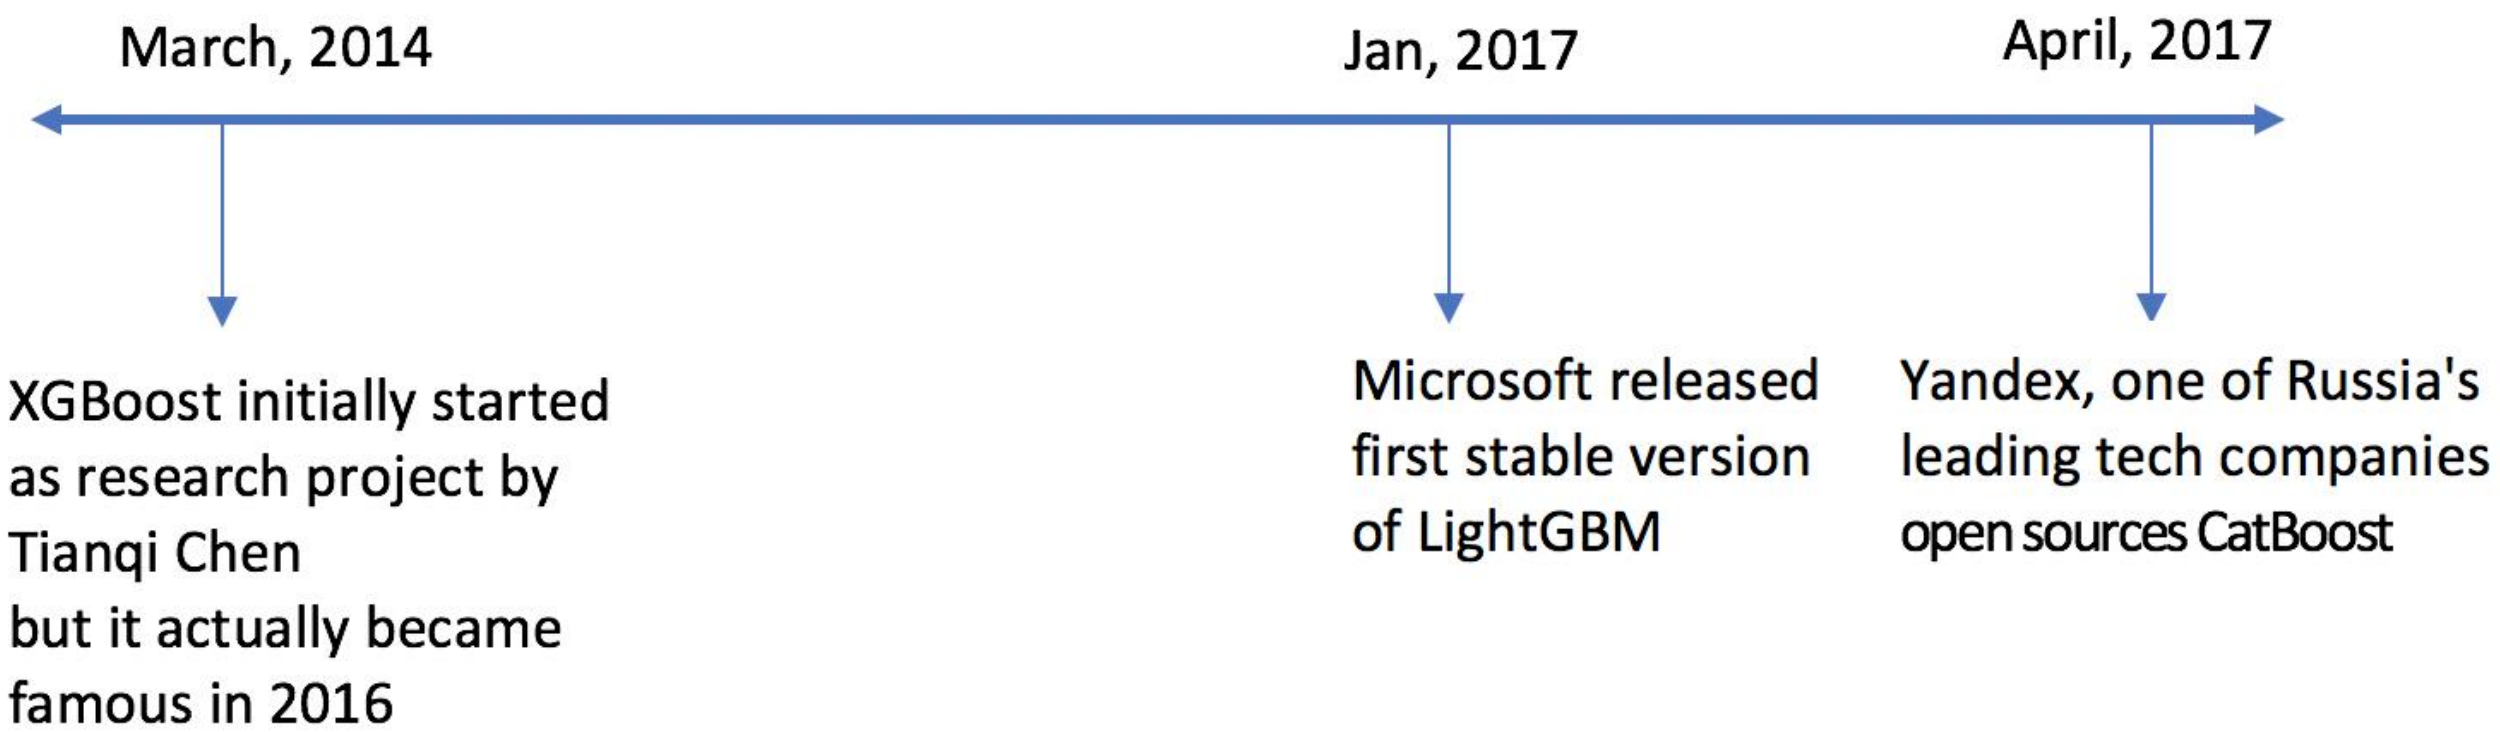 March, 2014
Jan, 2017
April, 2017
XGBoost initially started
as research project by
Tianqi Chen
but it actually became
famous in 2016
Microsoft released
first stable version
of LightGBM
Yandex, one of Russia's
leading tech companies
open sources CatBoost